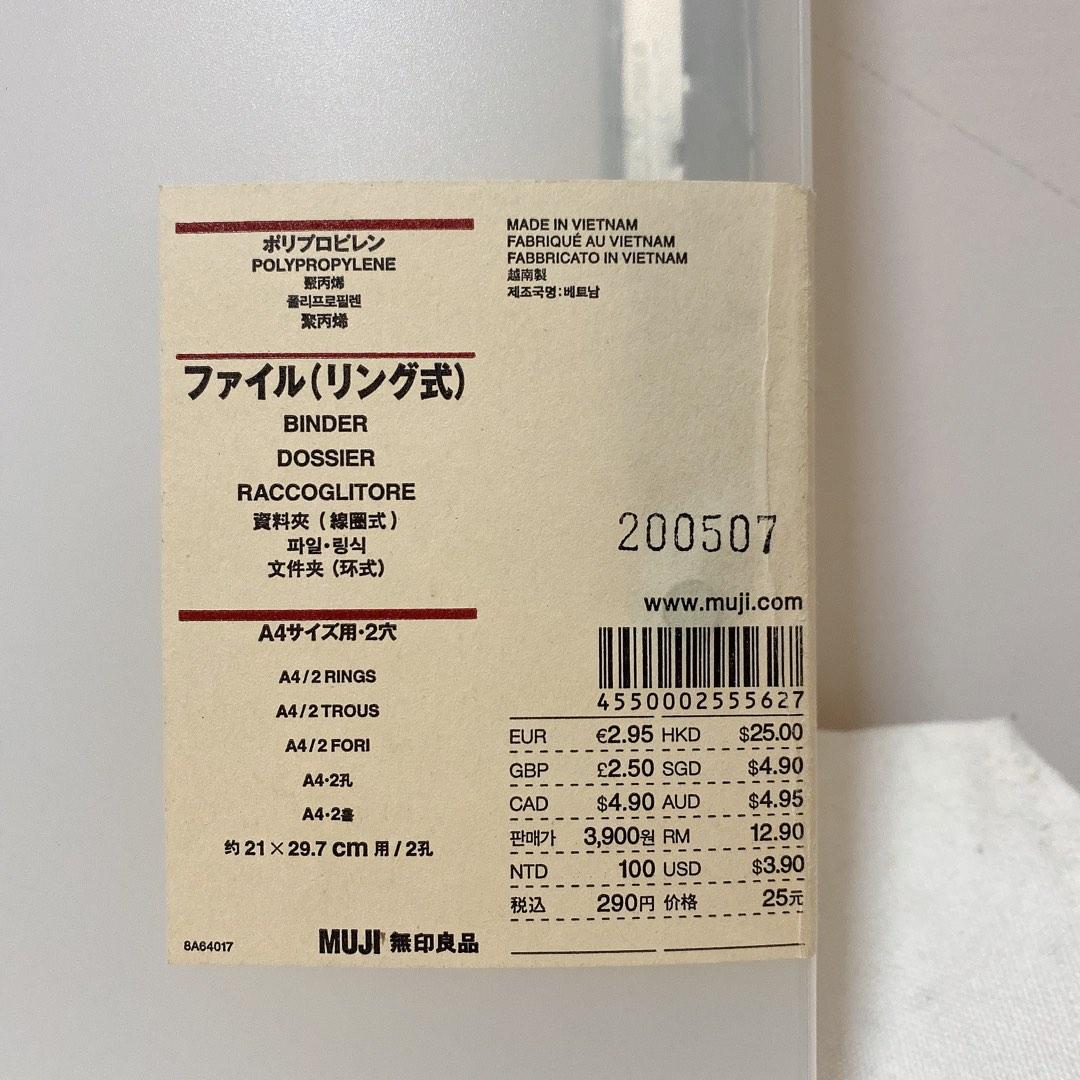 ポリプロピレン
POLYPROPYLENE
聚丙烯
폴리프로필렌
聚丙烯
ファイル(リング式)
BINDER
DOSSIER
RACCOGLITORE
資料夾(線圈式)
파일·링식
文件夹(环式)
A4サイズ用·2穴
A4/2 RINGS
A4/2 TROUS
A4/2 FORI
A4·2孔
A4·2홀
约 21×29.7 cm 用/2孔
8A64017
MUJI 無印良品
MADE IN VIETNAM
FABRIQUÉ AU VIETNAM
FABBRICATO IN VIETNAM
越南製
제조국명:베트남
200507
www.muji.com
4550002555627
EUR €2.95 HKD $25.00
GBP £2.50 SGD $4.90
CAD $4.90 AUD $4.95
판매가 3,900원 RM 12.90
NTD 100 USD $3.90
税込 290円 价格 25元